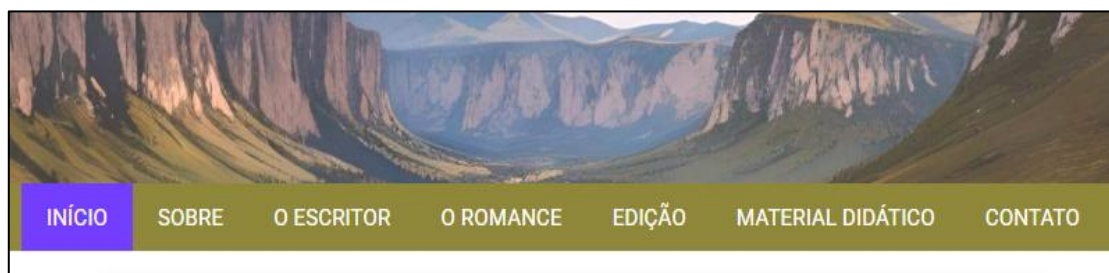 INÍCIO SOBRE O ESCRITOR O ROMANCE EDIÇÃO MATERIAL DIDÁTICO CONTATO